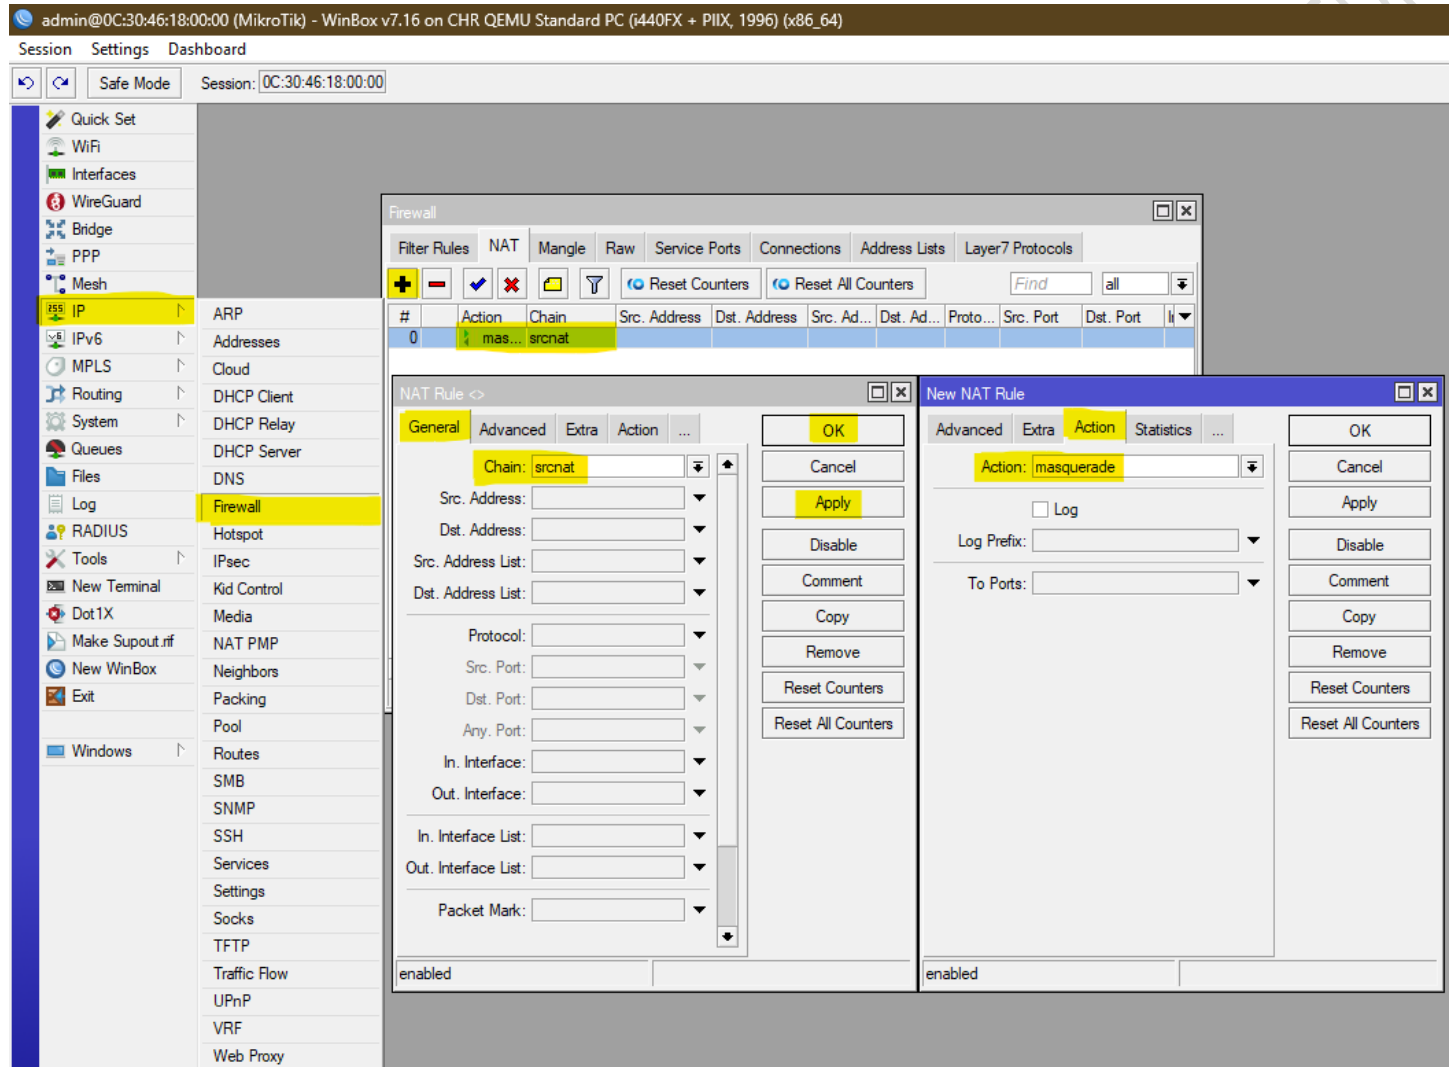 admin@0C:30:46:18:00:00 (MikroTik) - WinBox v7.16 on CHR QEMU Standard PC (i440FX + PIIX, 1996) (x86_64)
Session Settings Dashboard
Safe Mode Session: 0C:30:46:18:00:00
Quick Set
WiFi
Interfaces
WireGuard
Bridge
PPP
Mesh
IP
IPv6
MPLS
Routing
System
Queues
Files
Log
RADIUS
Tools
New Terminal
Dot1X
Make Supout.rif
New WinBox
Exit
Windows
ARP
Addresses
Cloud
DHCP Client
DHCP Relay
DHCP Server
DNS
Firewall
Hotspot
IPsec
Kid Control
Media
NAT PMP
Neighbors
Packing
Pool
Routes
SMB
SNMP
SSH
Services
Settings
Socks
TFTP
Traffic Flow
UPnP
VRF
Web Proxy
Firewall
Filter Rules NAT Mangle Raw Service Ports Connections Address Lists Layer7 Protocols
Reset Counters Reset All Counters Find all
# Action Chain Src. Address Dst. Address Src. Ad... Dst. Ad... Proto... Src. Port Dst. Port
0 mas... srcnat
NAT Rule <>
General Advanced Extra Action ...
Chain: srcnat
Src. Address:
Dst. Address:
Src. Address List:
Dst. Address List:
Protocol:
Src. Port:
Dst. Port:
Any. Port:
In. Interface:
Out. Interface:
In. Interface List:
Out. Interface List:
Packet Mark:
OK
Cancel
Apply
Disable
Comment
Copy
Remove
Reset Counters
Reset All Counters
enabled
New NAT Rule
Advanced Extra Action Statistics ...
Action: masquerade
Log
Log Prefix:
To Ports:
OK
Cancel
Apply
Disable
Comment
Copy
Remove
Reset Counters
Reset All Counters
enabled